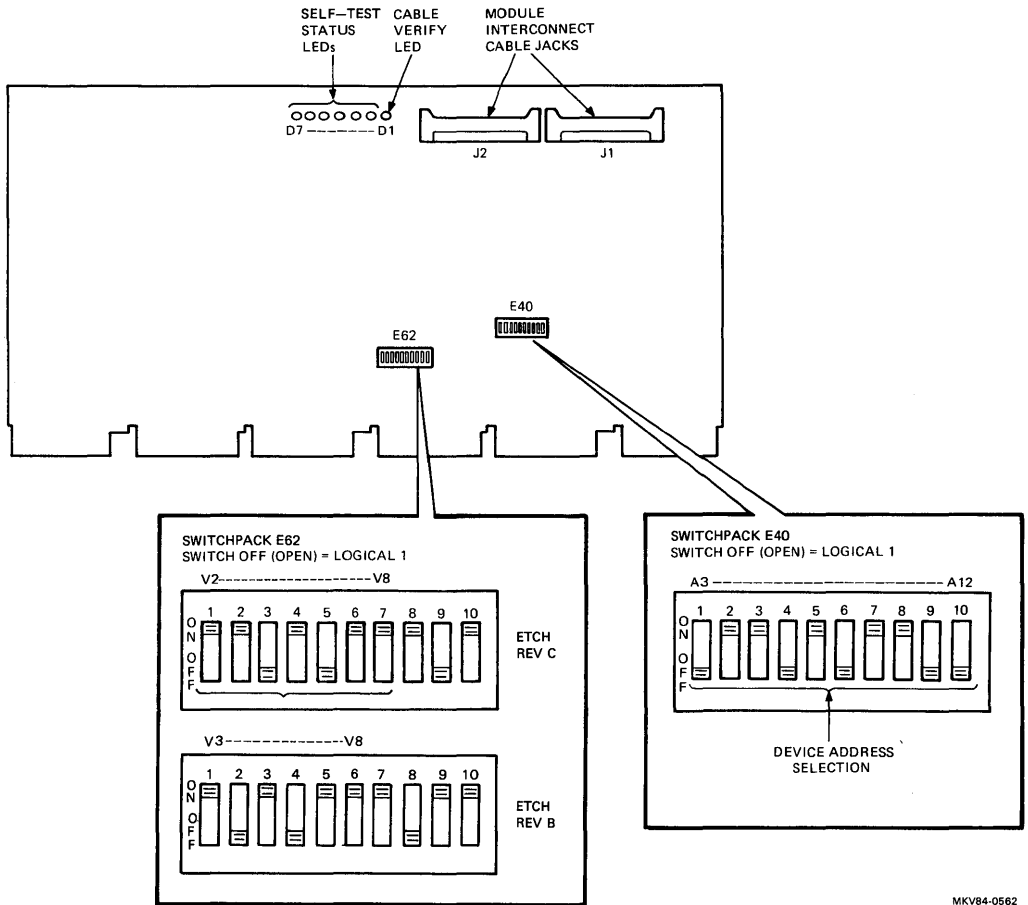 SELF—TEST
STATUS
LEDs
CABLE
VERIFY
LED
MODULE
INTERCONNECT
CABLE JACKS
D7 ---------- D1
J2
J1
E62
E40
SWITCHPACK E62
SWITCH OFF (OPEN) = LOGICAL 1
V2--------------------V8
1 2 3 4 5 6 7 8 9 10
ON OFF
ETCH
REV C
V3----------------V8
1 2 3 4 5 6 7 8 9 10
ON OFF
ETCH
REV B
SWITCHPACK E40
SWITCH OFF (OPEN) = LOGICAL 1
A3 ------------------------------ A12
1 2 3 4 5 6 7 8 9 10
ON OFF
DEVICE ADDRESS
SELECTION
MKV84-0562